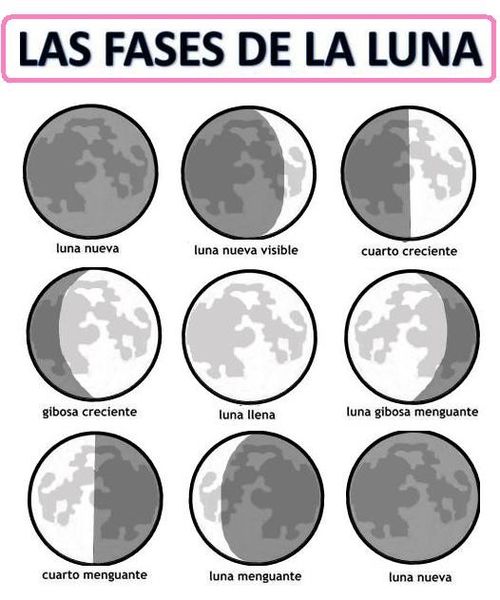 LAS FASES DE LA LUNA
luna nueva
luna nueva visible
cuarto creciente
gibosa creciente
luna llena
luna gibosa menguante
cuarto menguante
luna menguante
luna nueva